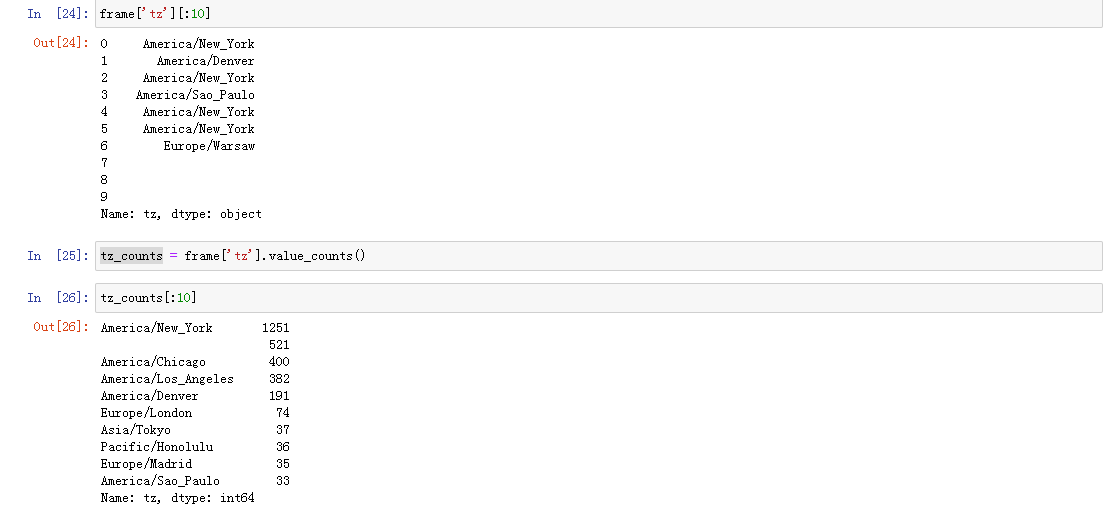 In [24]: frame['tz'][:10]
Out[24]: 0 America/New_York
1 America/Denver
2 America/New_York
3 America/Sao_Paulo
4 America/New_York
5 America/New_York
6 Europe/Warsaw
7
8
9
Name: tz, dtype: object
In [25]: tz_counts = frame['tz'].value_counts()
In [26]: tz_counts[:10]
Out[26]: America/New_York 1251
521
America/Chicago 400
America/Los_Angeles 382
America/Denver 191
Europe/London 74
Asia/Tokyo 37
Pacific/Honolulu 36
Europe/Madrid 35
America/Sao_Paulo 33
Name: tz, dtype: int64